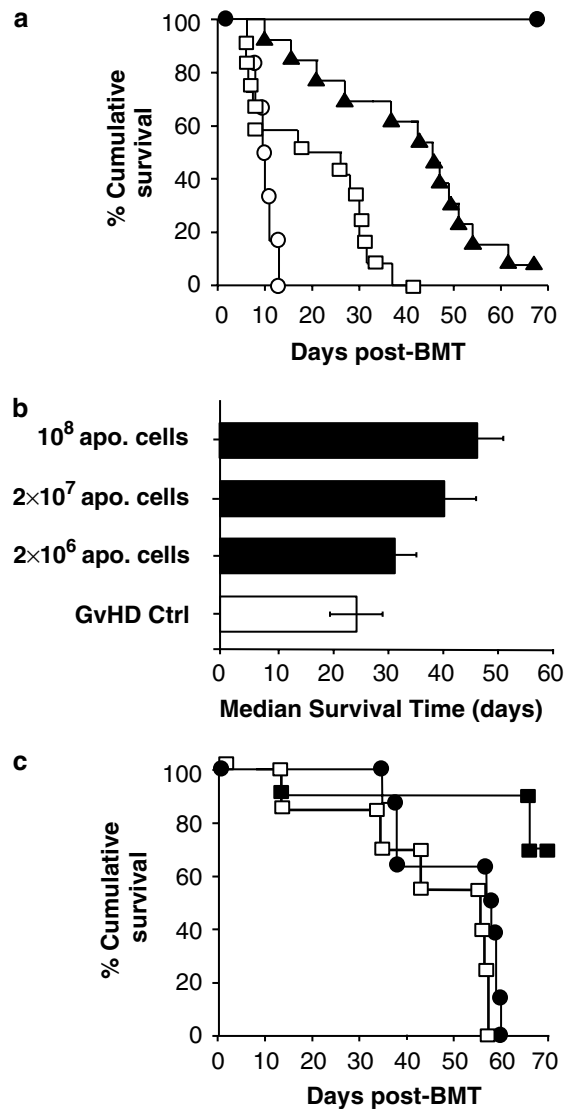 a
100
80
60
40
20
0
% Cumulative
survival
0 10 20 30 40 50 60 70
Days post-BMT
b
10⁸ apo. cells
2×10⁷ apo. cells
2×10⁶ apo. cells
GvHD Ctrl
0 10 20 30 40 50 60
Median Survival Time (days)
c
100
80
60
40
20
0
% Cumulative
survival
0 10 20 30 40 50 60 70
Days post-BMT